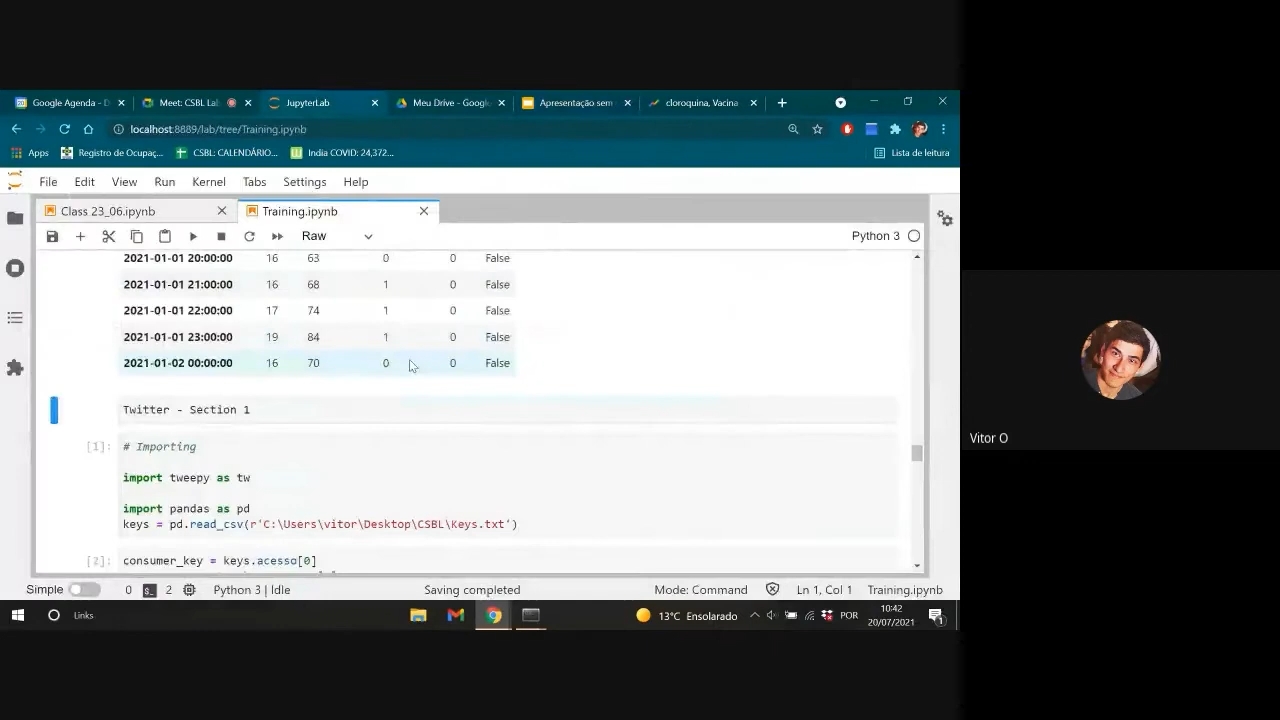 Google Agenda - D
Meet: CSBL Lab
JupyterLab
Meu Drive - Google
Apresentação sem
cloroquina, Vacina
localhost:8889/lab/tree/Training.ipynb
Apps
Registro de Ocupaç...
CSBL: CALENDÁRIO...
India COVID: 24,372...
Lista de leitura
File Edit View Run Kernel Tabs Settings Help
Class 23_06.ipynb
Training.ipynb
Raw
Python 3
2021-01-01 20:00:00 16 63 0 0 False
2021-01-01 21:00:00 16 68 1 0 False
2021-01-01 22:00:00 17 74 1 0 False
2021-01-01 23:00:00 19 84 1 0 False
2021-01-02 00:00:00 16 70 0 0 False
Twitter - Section 1
[1]: # Importing
import tweepy as tw
import pandas as pd
keys = pd.read_csv(r'C:\Users\vitor\Desktop\CSBL\Keys.txt')
[2]: consumer_key = keys.acesso[0]
Simple 0 2 Python 3 | Idle Saving completed Mode: Command Ln 1, Col 1 Training.ipynb
Links
13°C Ensolarado
POR
10:42
20/07/2021
1
Vitor O